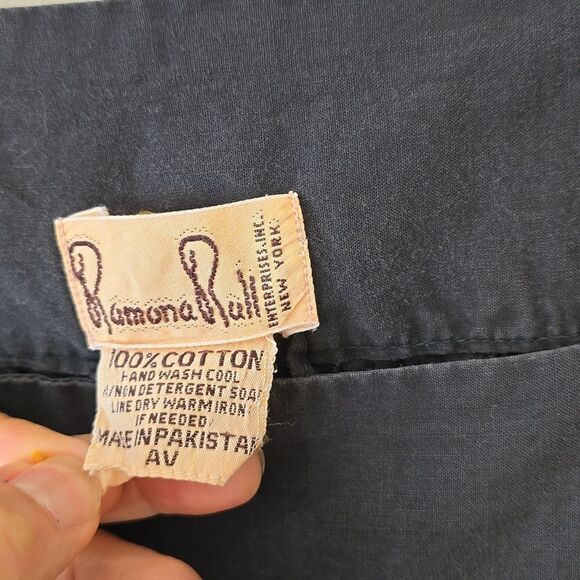 Ramona Rulli
ENTERPRISES, INC.
NEW YORK
100% COTTON
HAND WASH COOL
W/NON DETERGENT SOAP
LINE DRY WARM IRON
IF NEEDED
MADE IN PAKISTAN
AV